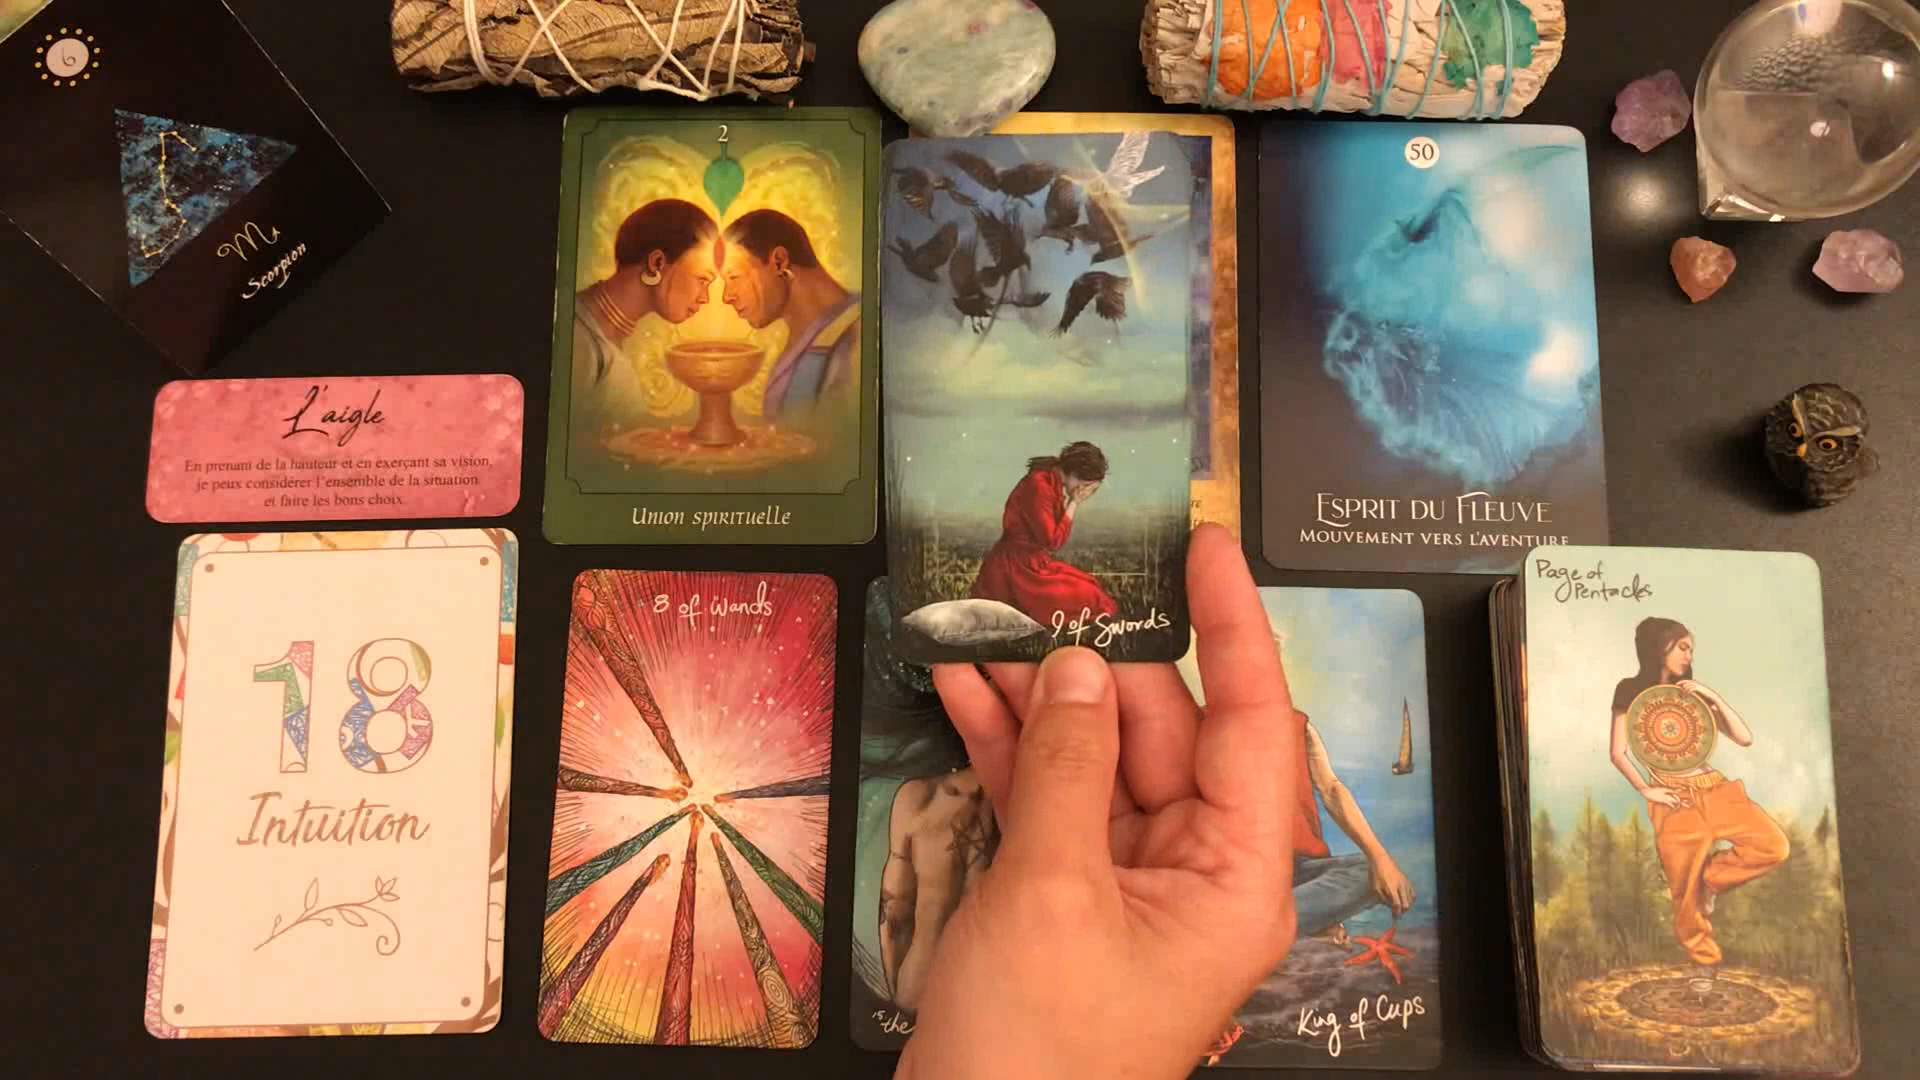 Scorpion
L'aigle
En prenant de la hauteur et en exerçant sa vision,
je peux considérer l'ensemble de la situation
et faire les bons choix.
2
Union spirituelle
50
Esprit du Fleuve
Mouvement vers l'aventure
9 of Swords
18
Intuition
8 of Wands
15
the
King of Cups
Page of
Pentacles